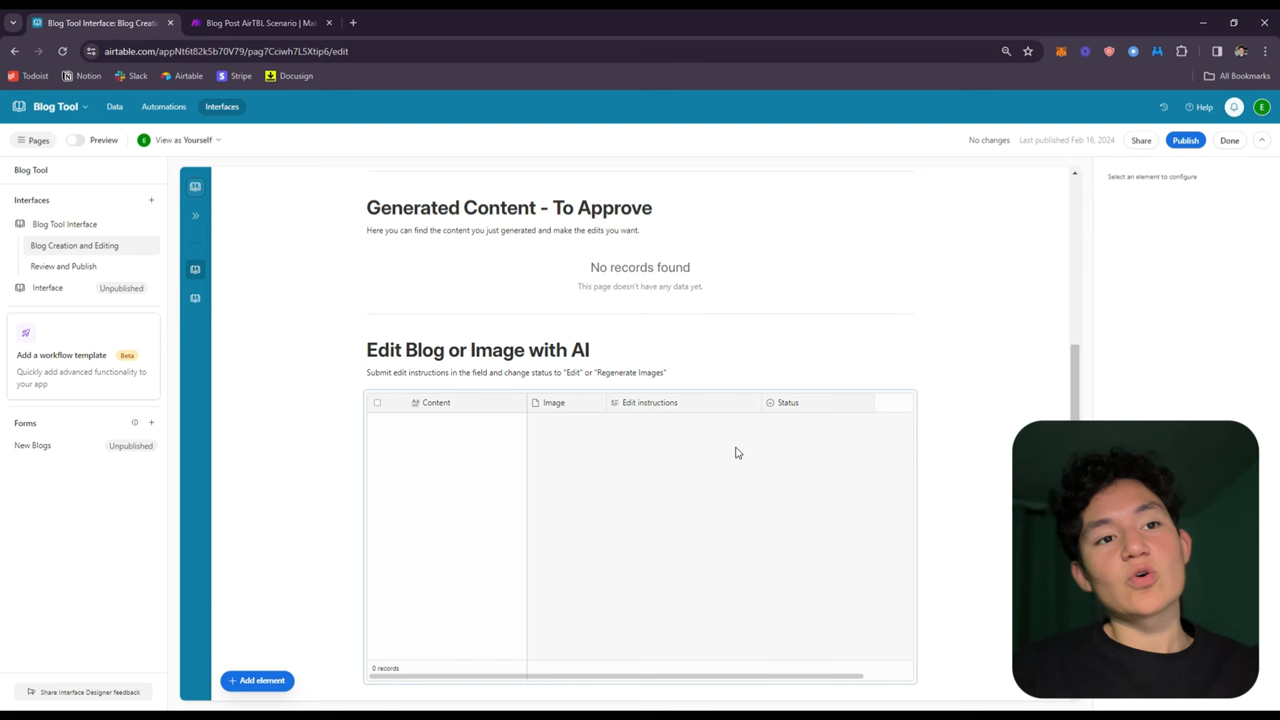 Blog Tool Interface: Blog Creati
Blog Post AirTBL Scenario | Ma
airtable.com/appNt6t82k5b70V79/pag7Cciwh7L5Xtip6/edit
Todoist
Notion
Slack
Airtable
Stripe
Docusign
All Bookmarks
Blog Tool
Data
Automations
Interfaces
Help
E
Pages
Preview
E
View as Yourself
No changes
Last published Feb 16, 2024
Share
Publish
Done
Blog Tool
Interfaces
Blog Tool Interface
Blog Creation and Editing
Review and Publish
Interface
Unpublished
Add a workflow template
Beta
Quickly add advanced functionality to
your app
Forms
New Blogs
Unpublished
Share Interface Designer feedback
Generated Content - To Approve
Here you can find the content you just generated and make the edits you want.
No records found
This page doesn't have any data yet.
Edit Blog or Image with AI
Submit edit instructions in the field and change status to "Edit" or "Regenerate Images"
Content
Image
Edit instructions
Status
0 records
Add element
Select an element to configure